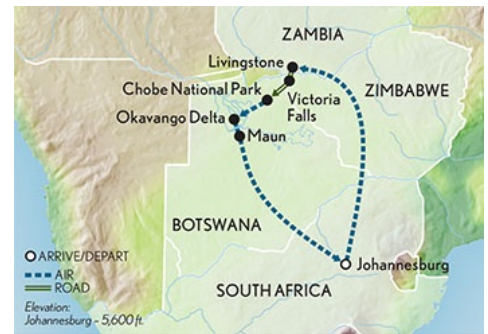 ZAMBIA
Livingstone
ZIMBABWE
Chobe National Park
Victoria
Falls
Okavango Delta
Maun
BOTSWANA
ARRIVE/DEPART
Johannesburg
AIR
ROAD
SOUTH AFRICA
Elevation:
Johannesburg - 5,600 ft.